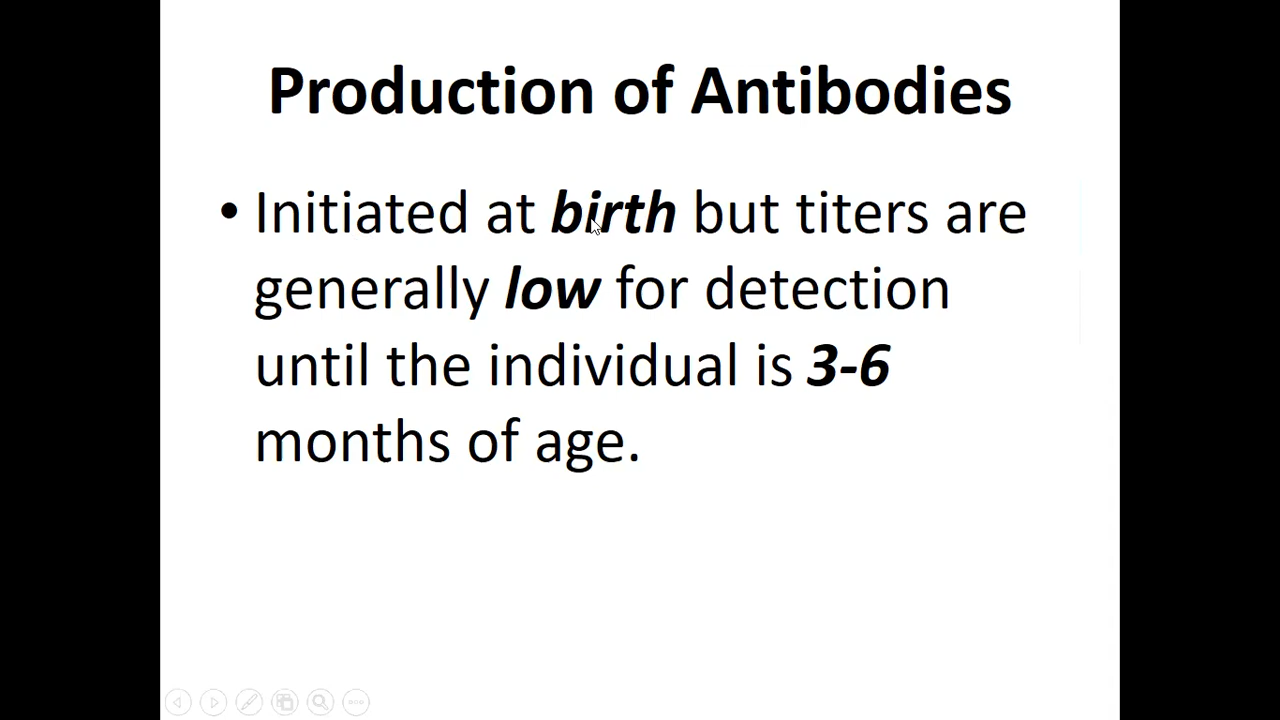 Production of Antibodies
• Initiated at birth but titers are
generally low for detection
until the individual is 3-6
months of age.